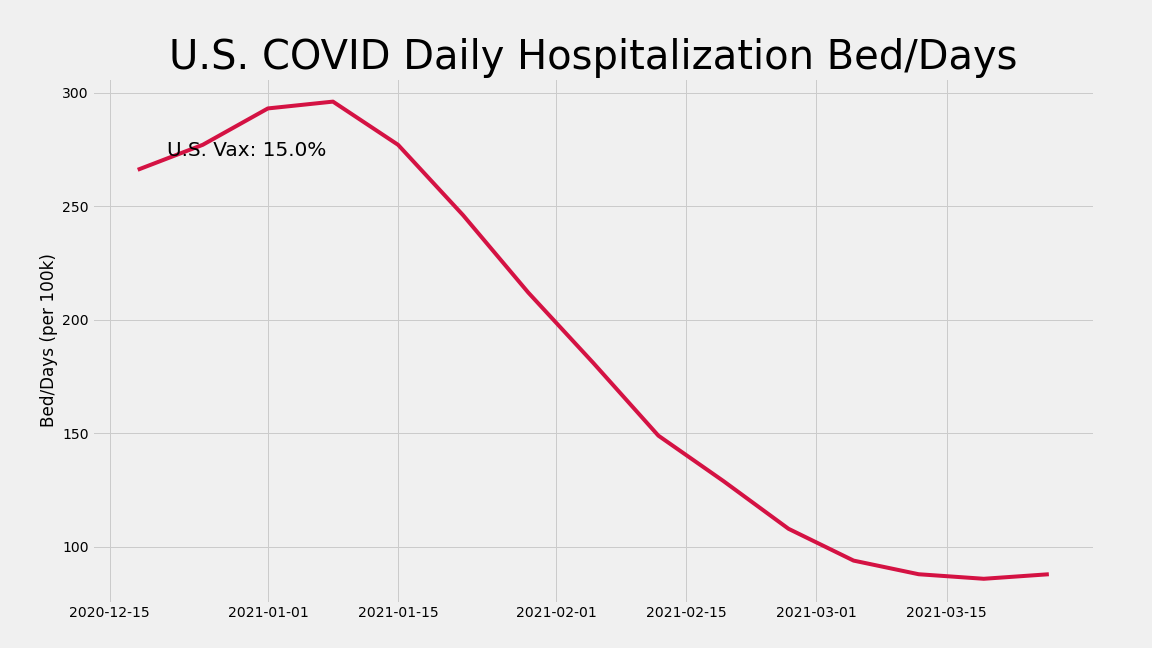 U.S. COVID Daily Hospitalization Bed/Days
300
U.S. Vax: 15.0%
250
200
150
100
Bed/Days (per 100k)
2020-12-15 2021-01-01 2021-01-15 2021-02-01 2021-02-15 2021-03-01 2021-03-15